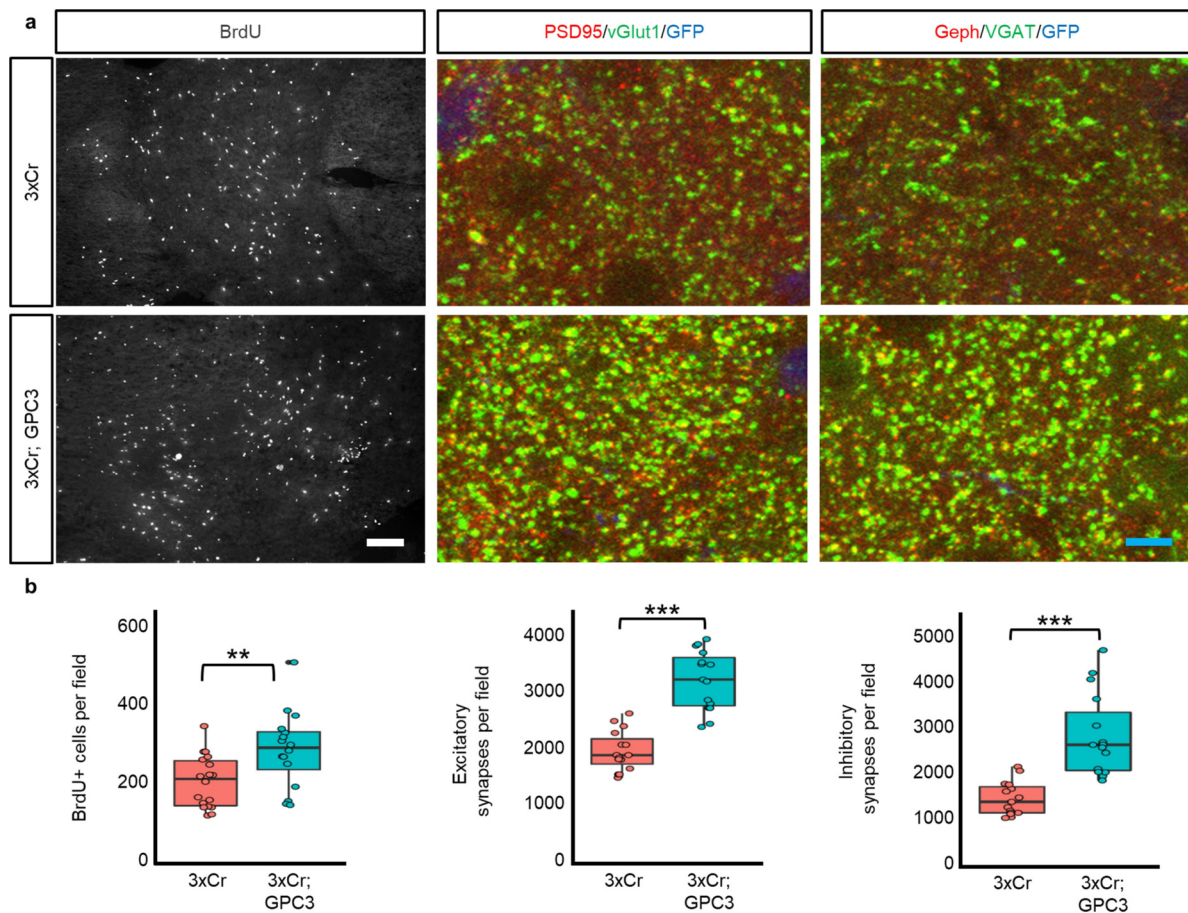 a
BrdU
PSD95/vGlut1/GFP
Geph/VGAT/GFP
3xCr
3xCr; GPC3
b
BrdU+ cells per field
600
400
200
0
**
3xCr
3xCr;
GPC3
Excitatory
synapses per field
4000
3000
2000
1000
0
***
3xCr
3xCr;
GPC3
Inhibitory
synapses per field
5000
4000
3000
2000
1000
0
***
3xCr
3xCr;
GPC3